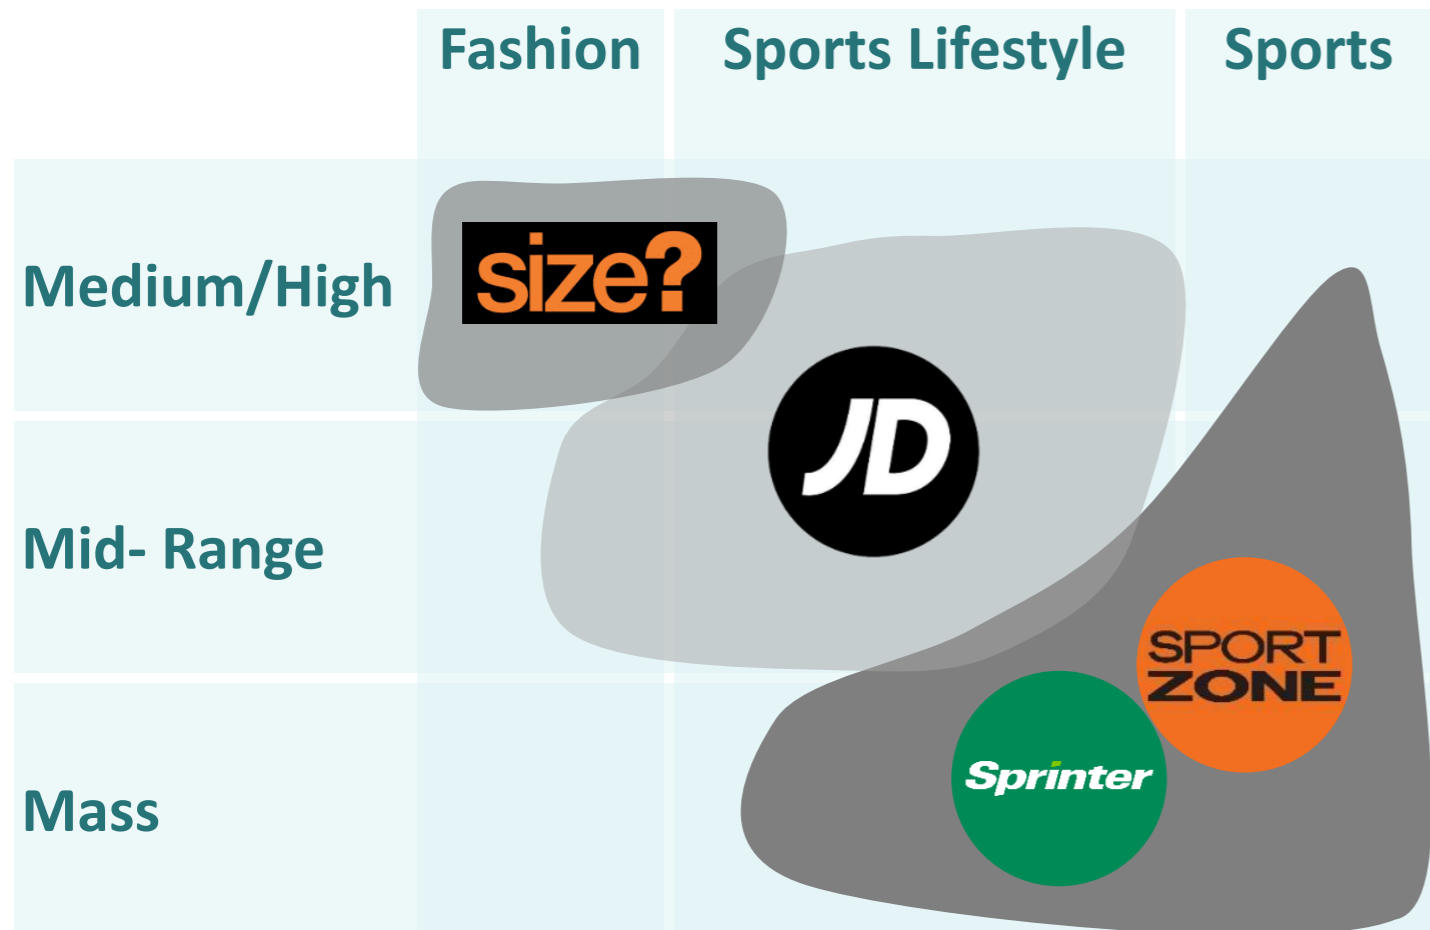 Fashion
Sports Lifestyle
Sports
Medium/High
size?
JD
Mid- Range
SPORT
ZONE
Sprinter
Mass